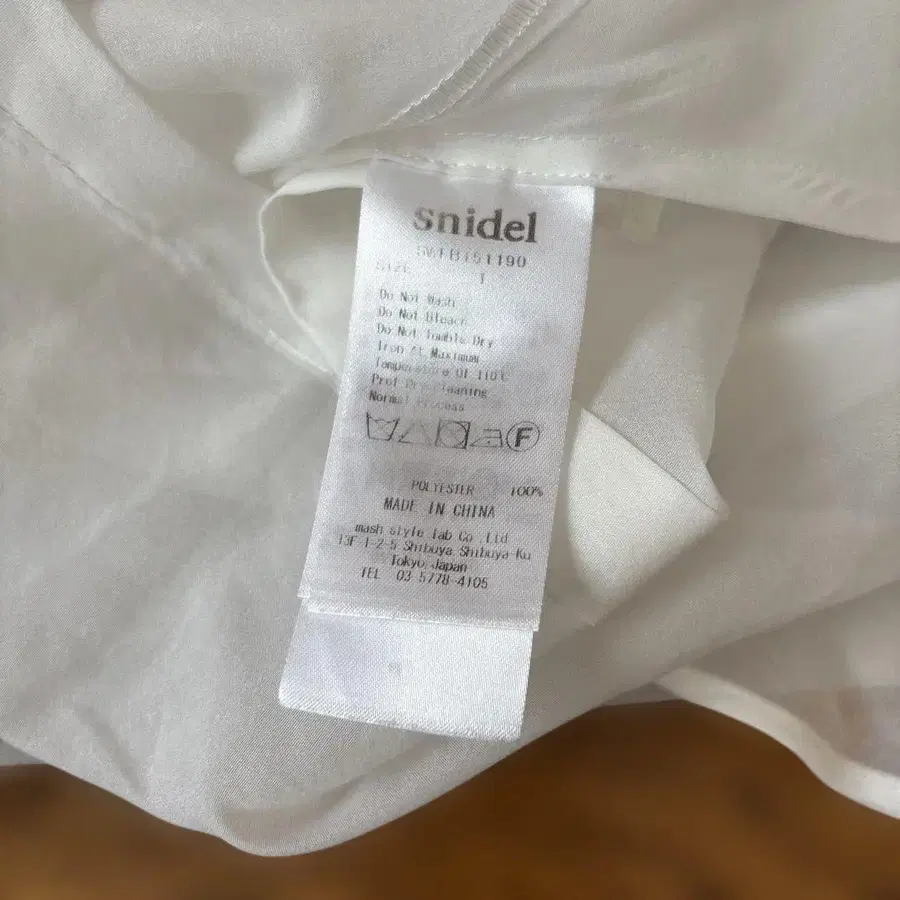 snidel
SWFB151190
SIZE 1
Do Not Wash
Do Not Bleach
Do Not Tumble Dry
Iron At Maximum
Temperature Of 110℃
Prof Dry Cleaning
Normal Process
F
POLYESTER 100%
MADE IN CHINA
mash style lab Co.,Ltd
13F 1-2-5 Shibuya Shibuya-Ku
Tokyo,Japan
TEL 03 5778-4105